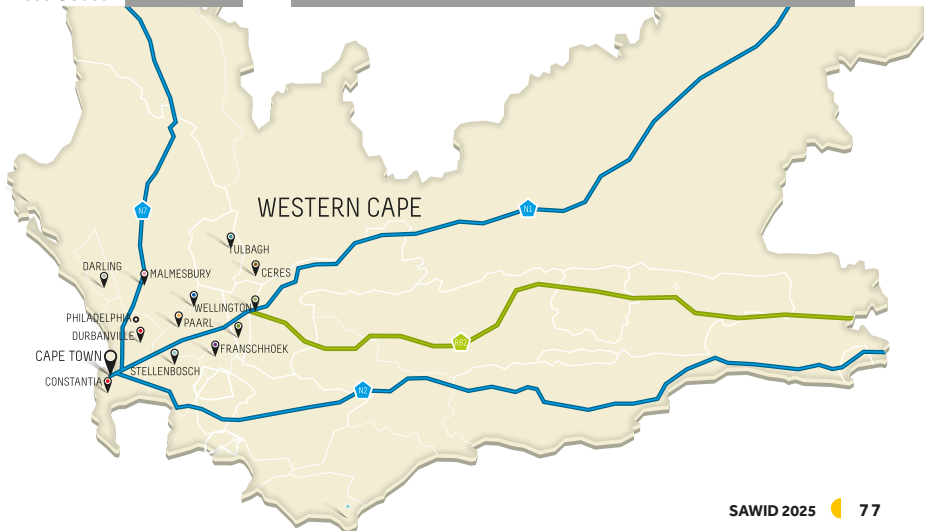 N7
WESTERN CAPE
N1
TULBAGH
DARLING
CERES
MALMESBURY
WELLINGTON
PHILADELPHIA
PAARL
DURBANVILLE
R62
FRANSCHHOEK
CAPE TOWN
STELLENBOSCH
CONSTANTIA
N2
SAWID 2025 77